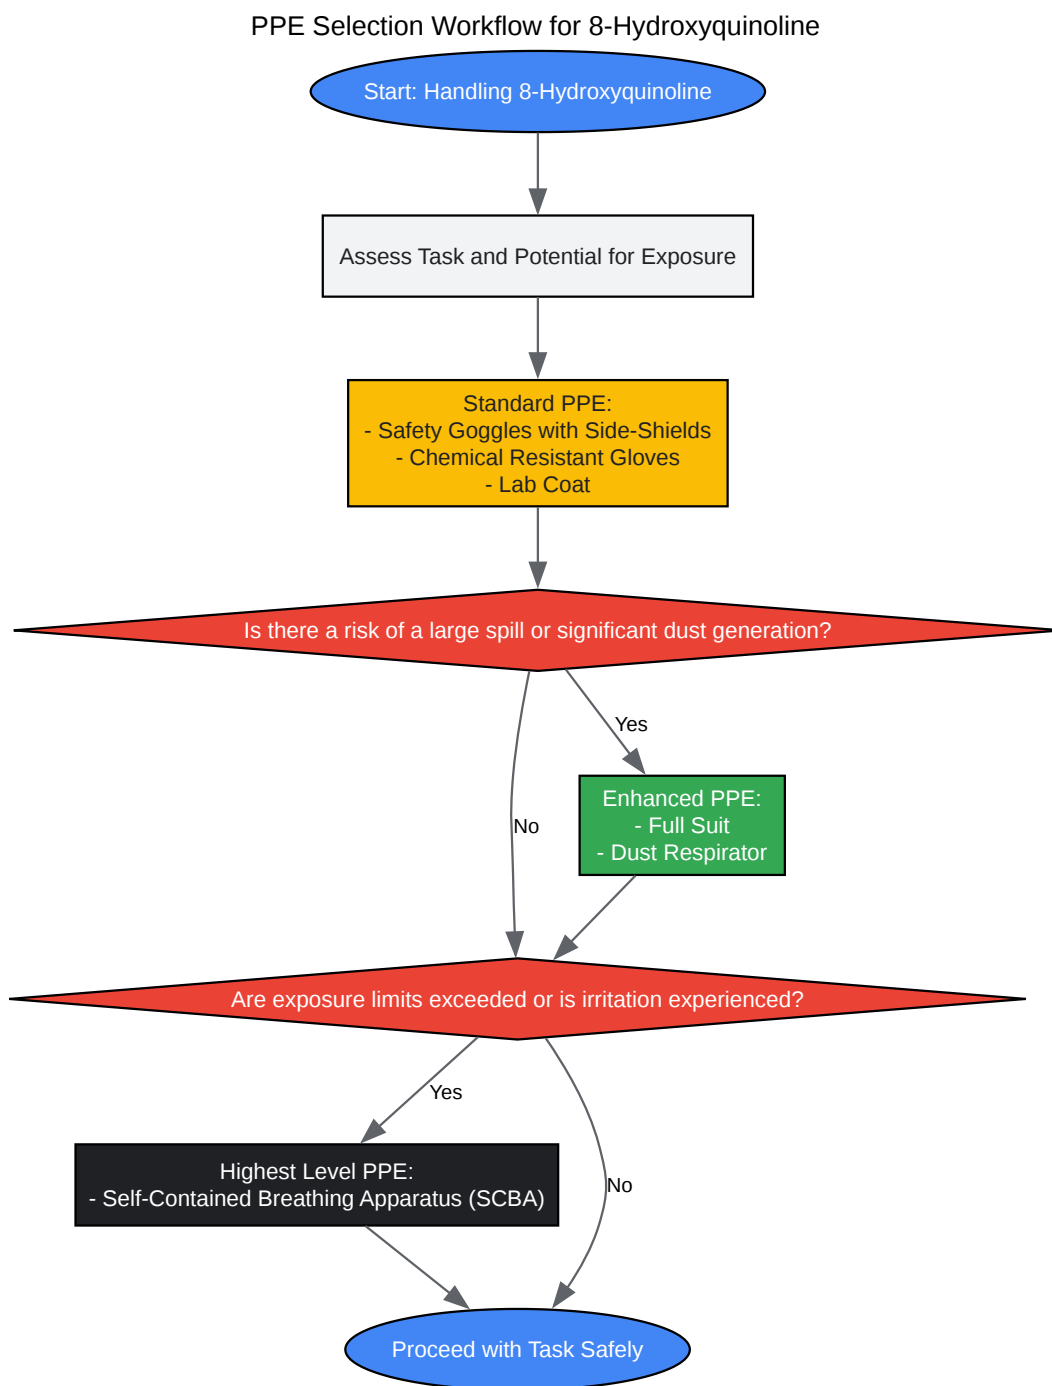 PPE Selection Workflow for 8-Hydroxyquinoline
Start: Handling 8-Hydroxyquinoline
Assess Task and Potential for Exposure
Standard PPE:
- Safety Goggles with Side-Shields
- Chemical Resistant Gloves
- Lab Coat
Is there a risk of a large spill or significant dust generation?
Yes
No
Enhanced PPE:
- Full Suit
- Dust Respirator
Are exposure limits exceeded or is irritation experienced?
Yes
No
Highest Level PPE:
- Self-Contained Breathing Apparatus (SCBA)
Proceed with Task Safely